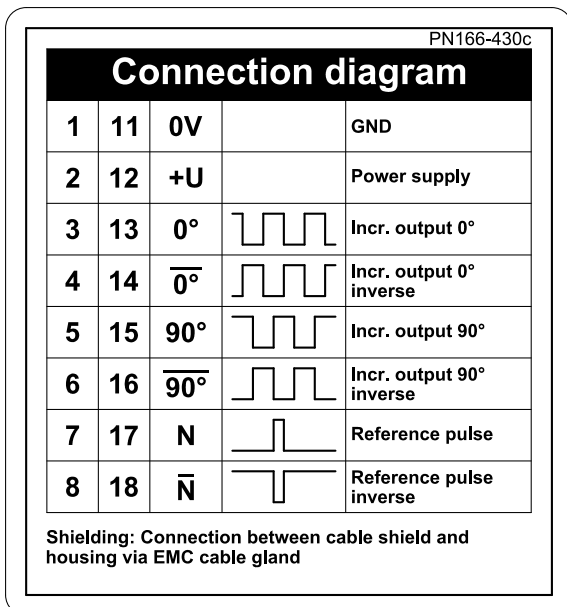 PN166-430c
Connection diagram
1 11 0V GND
2 12 +U Power supply
3 13 0° Incr. output 0°
4 14 0̅° Incr. output 0°
inverse
5 15 90° Incr. output 90°
6 16 9̅0̅° Incr. output 90°
inverse
7 17 N Reference pulse
8 18 N̅ Reference pulse
inverse
Shielding: Connection between cable shield and
housing via EMC cable gland